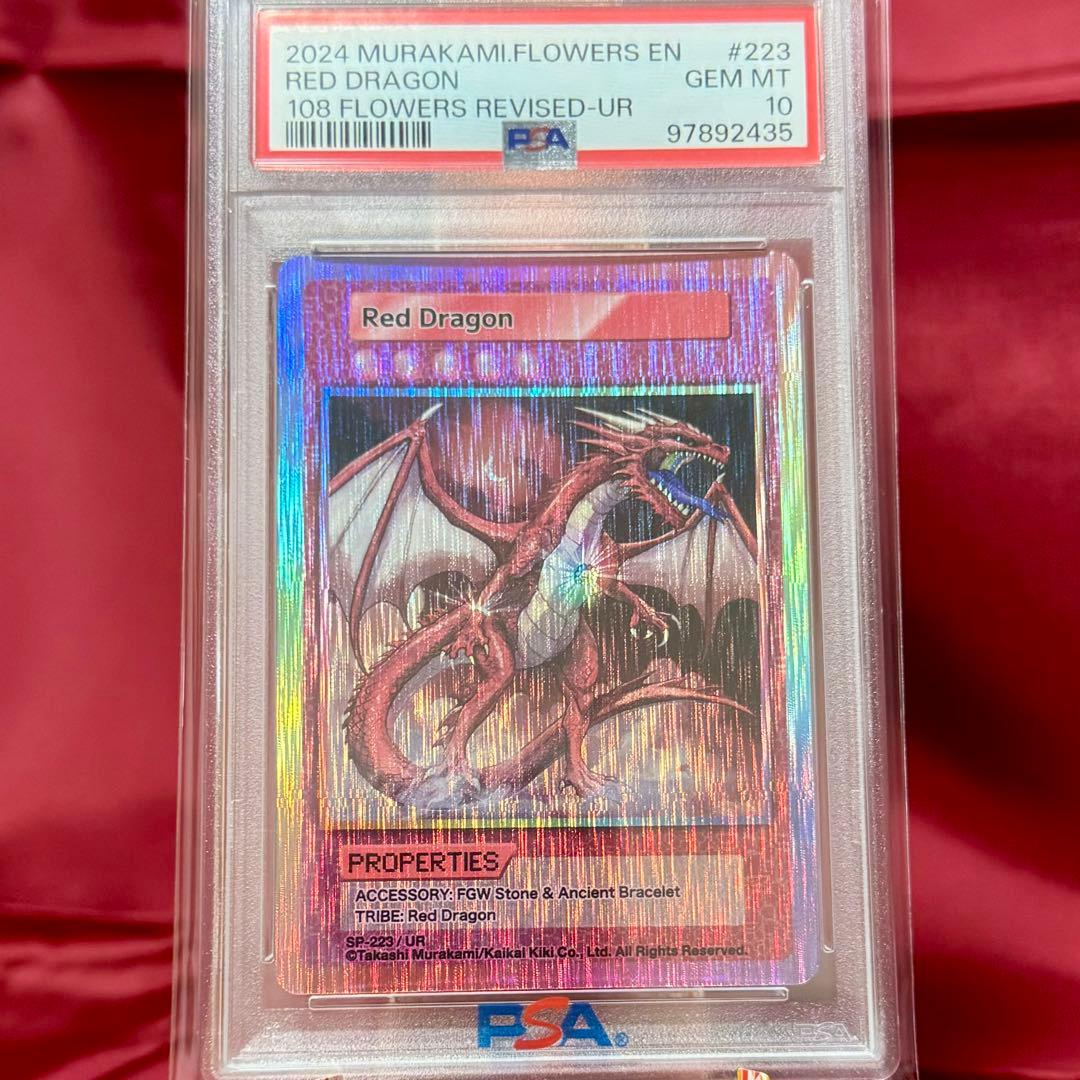 2024 MURAKAMI.FLOWERS EN #223
RED DRAGON GEM MT
108 FLOWERS REVISED-UR 10
PSA 97892435
Red Dragon
PROPERTIES
ACCESSORY: FGW Stone & Ancient Bracelet
TRIBE: Red Dragon
SP-223 / UR
©Takashi Murakami/Kaikai Kiki Co., Ltd. All Rights Reserved.
PSA®
PSA